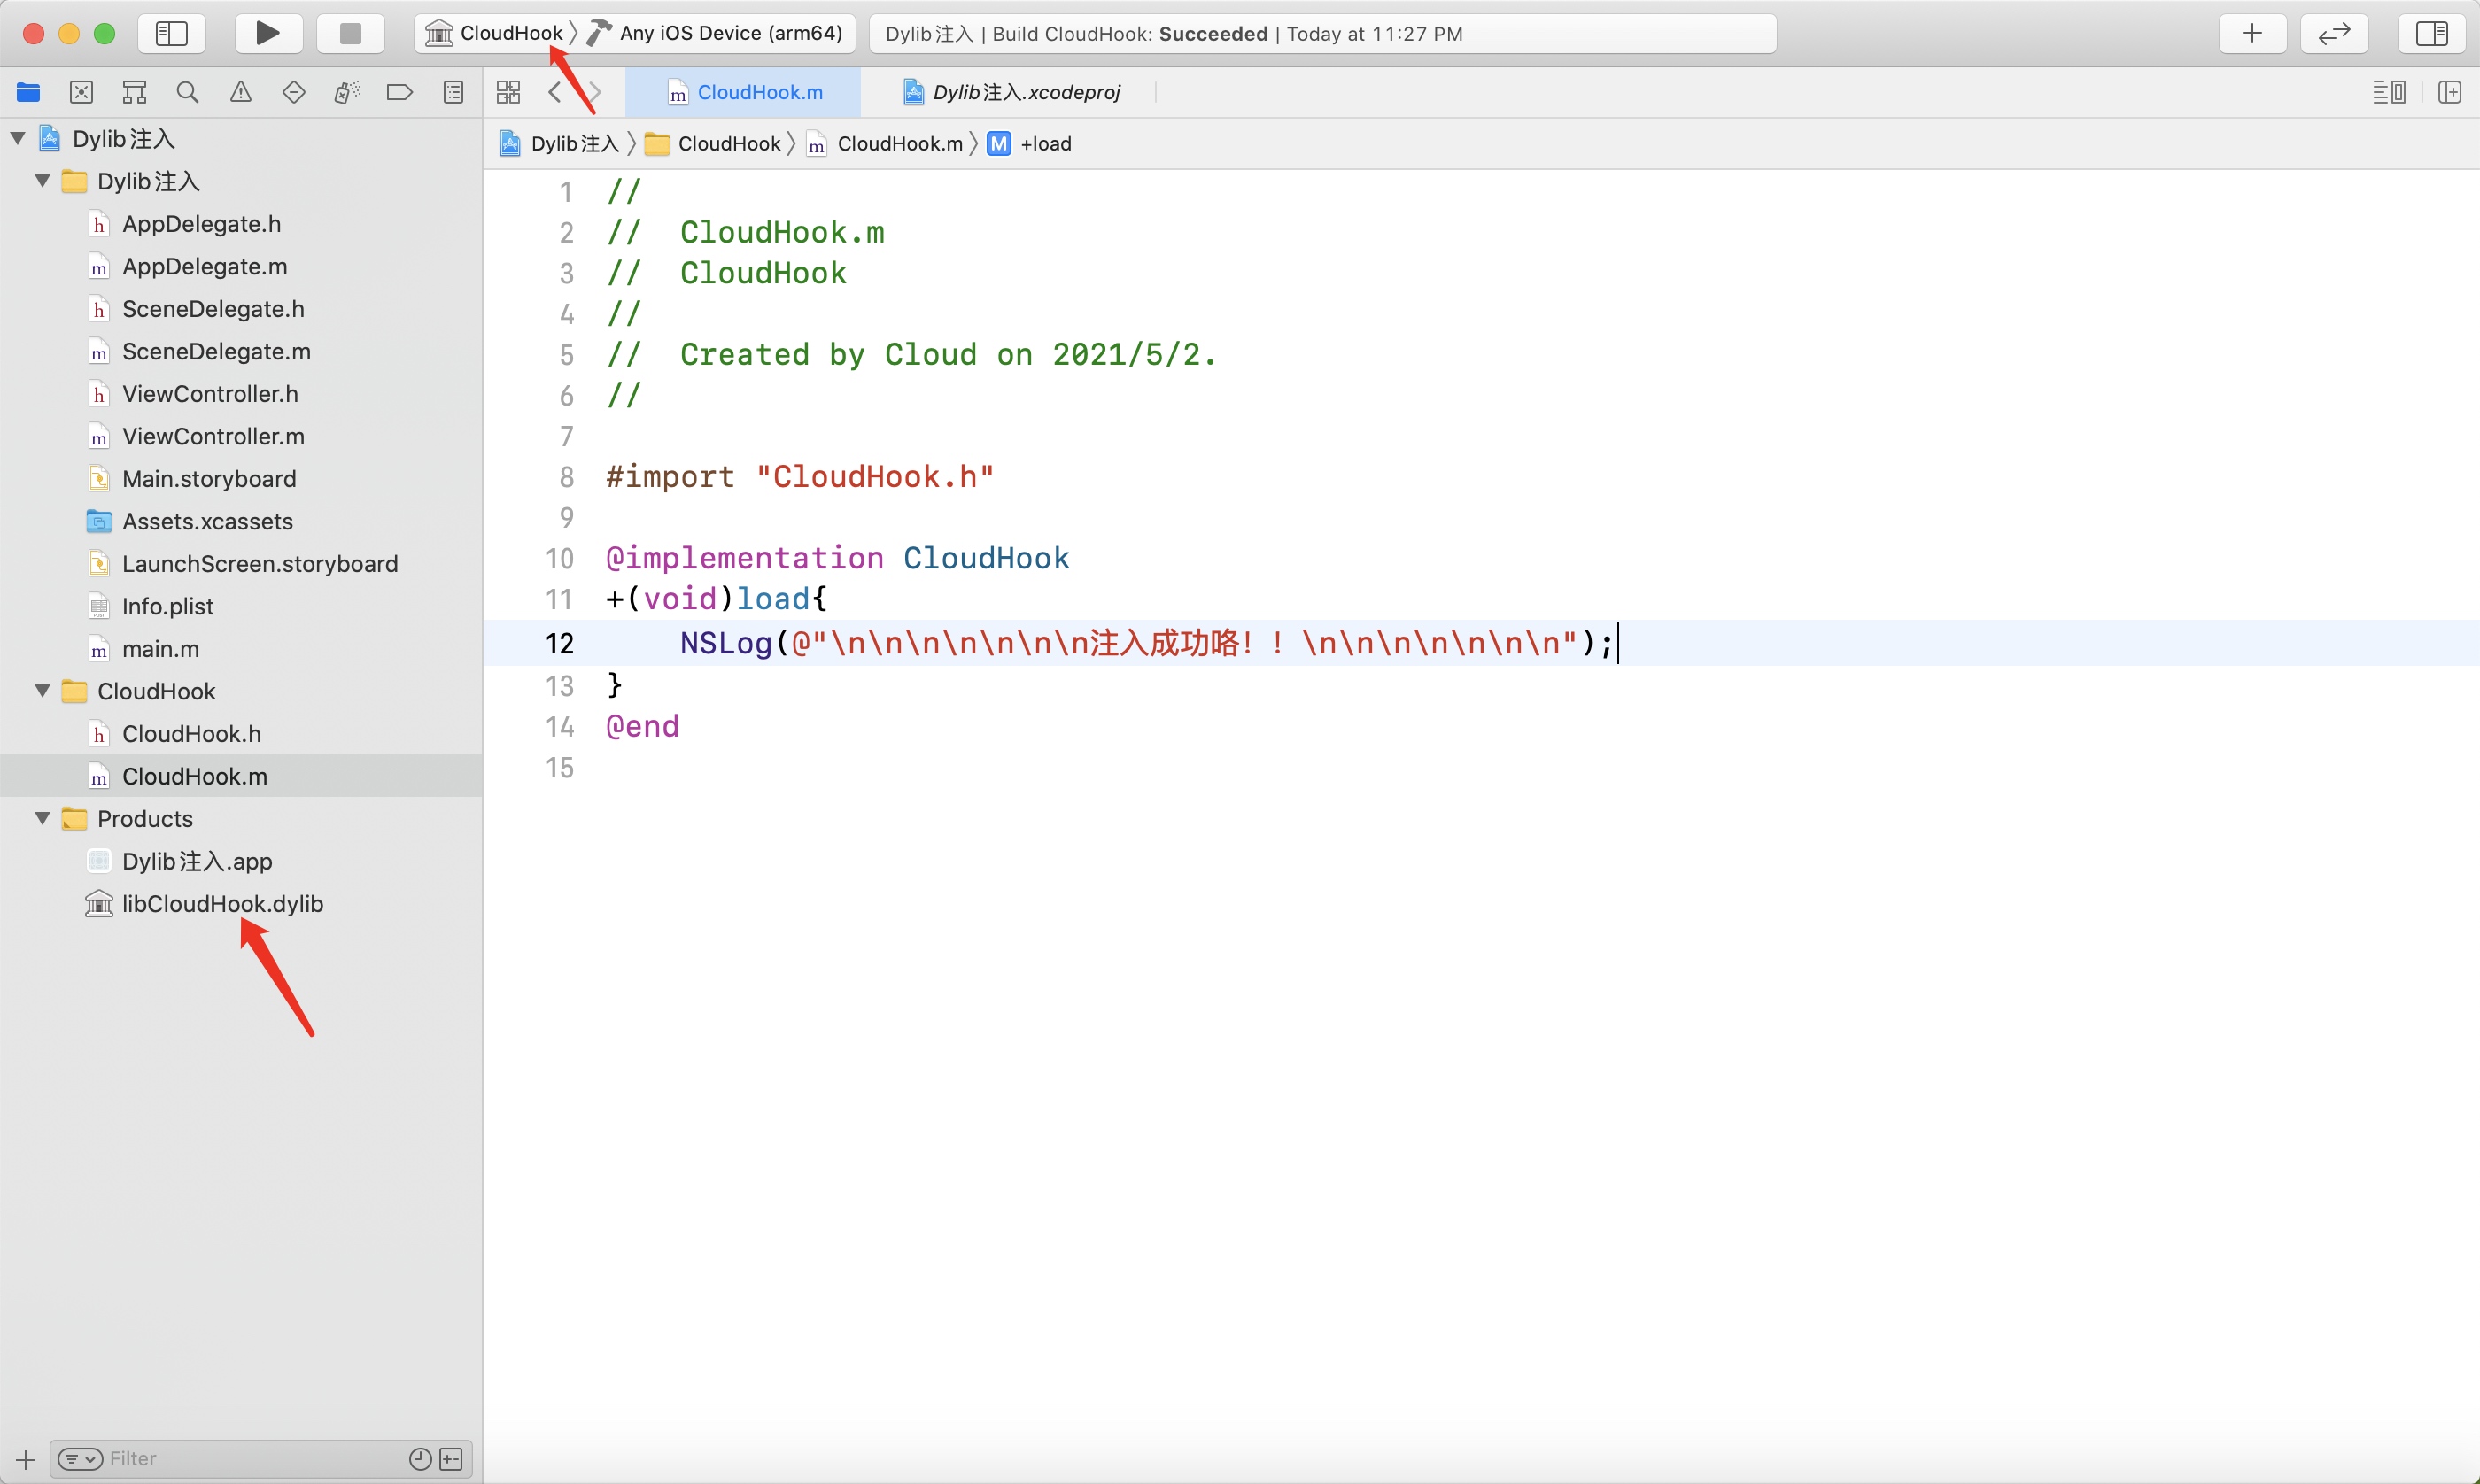 CloudHook 〉 Any iOS Device (arm64)
Dylib注入 | Build CloudHook: Succeeded | Today at 11:27 PM
CloudHook.m
Dylib注入.xcodeproj
Dylib注入 〉 CloudHook 〉 CloudHook.m 〉 M +load
Dylib注入
Dylib注入
AppDelegate.h
AppDelegate.m
SceneDelegate.h
SceneDelegate.m
ViewController.h
ViewController.m
Main.storyboard
Assets.xcassets
LaunchScreen.storyboard
Info.plist
main.m
CloudHook
CloudHook.h
CloudHook.m
Products
Dylib注入.app
libCloudHook.dylib
Filter
1 //
2 //  CloudHook.m
3 //  CloudHook
4 //
5 //  Created by Cloud on 2021/5/2.
6 //
7
8 #import "CloudHook.h"
9
10 @implementation CloudHook
11 +(void)load{
12     NSLog(@"\n\n\n\n\n\n\n注入成功咯！！\n\n\n\n\n\n\n");
13 }
14 @end
15